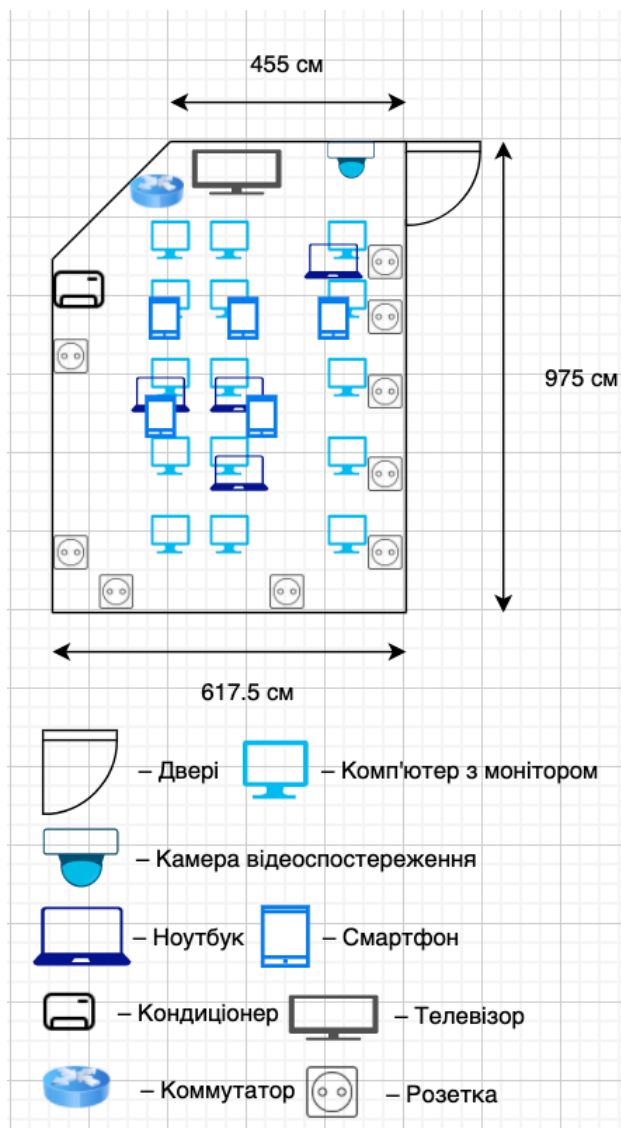 455 см
975 см
617.5 см
– Двері
– Комп'ютер з монітором
– Камера відеоспостереження
– Ноутбук
– Смартфон
– Кондиціонер
– Телевізор
– Коммутатор
– Розетка